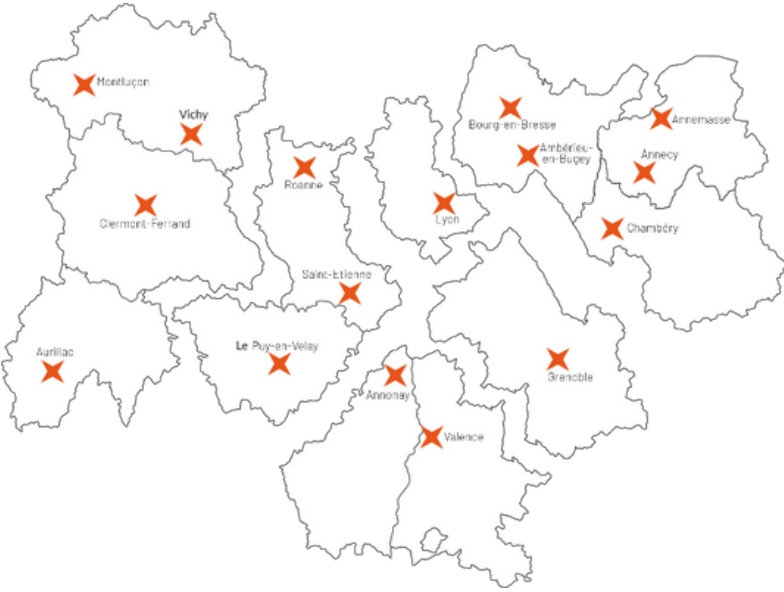 Montluçon
Vichy
Clermont-Ferrand
Roanne
Saint-Etienne
Lyon
Bourg-en-Bresse
Ambérieu-
en-Bugey
Annemasse
Annecy
Chambéry
Aurillac
Le Puy-en-Velay
Annonay
Valence
Grenoble